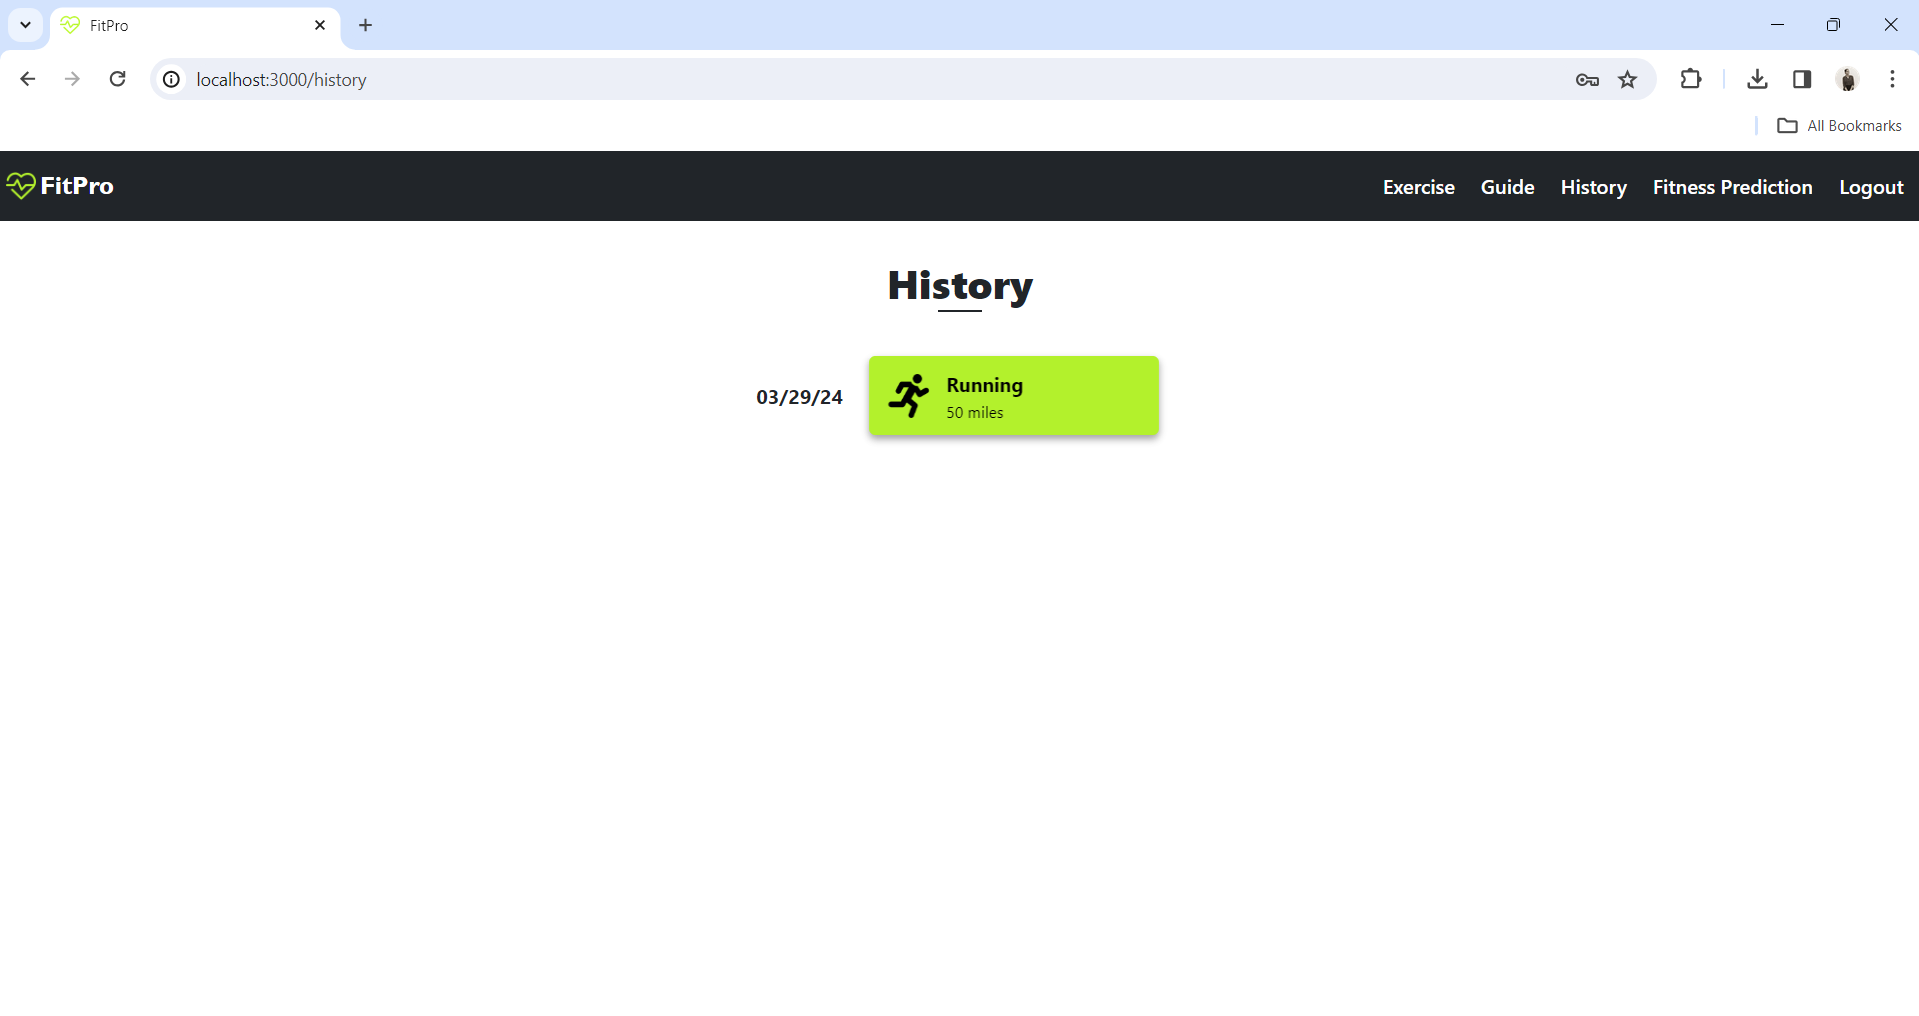 FitPro
localhost:3000/history
All Bookmarks
FitPro
Exercise Guide History Fitness Prediction Logout
History
03/29/24
Running
50 miles